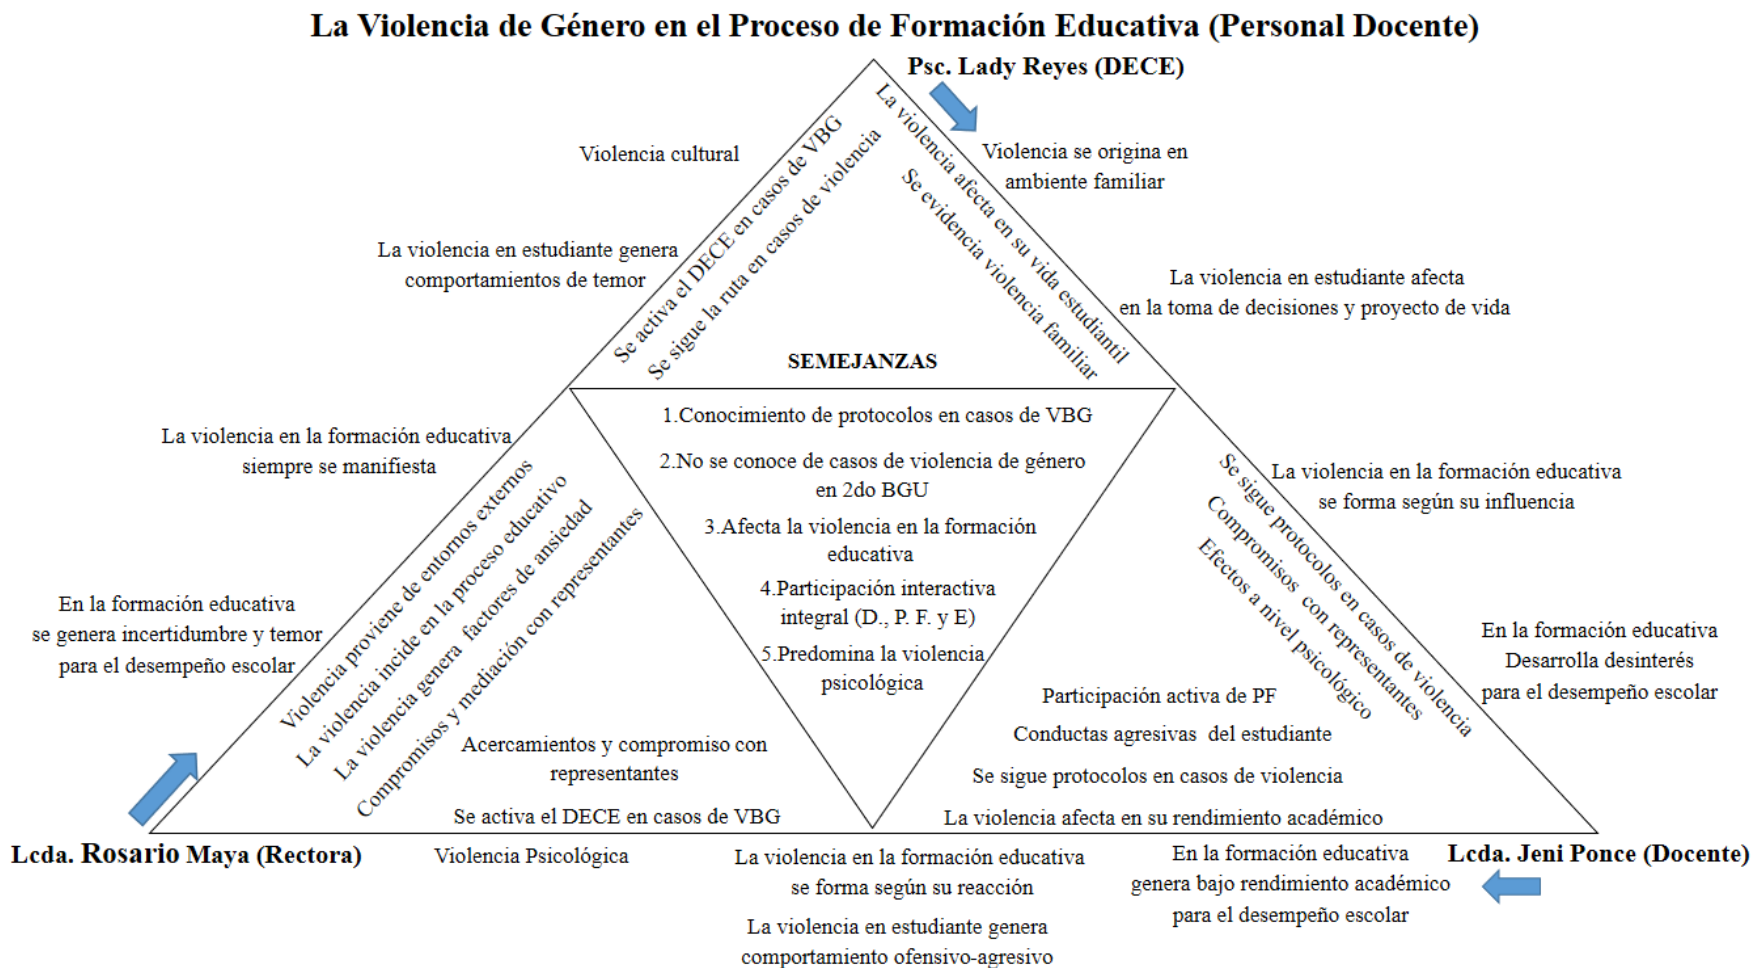 La Violencia de Género en el Proceso de Formación Educativa (Personal Docente)
Psc. Lady Reyes (DECE)
Violencia cultural
La violencia en estudiante genera
comportamientos de temor
Se activa el DECE en casos de VBG
Se sigue la ruta en casos de violencia
La violencia afecta en su vida estudiantil
Se evidencia violencia familiar
Violencia se origina en
ambiente familiar
La violencia en estudiante afecta
en la toma de decisiones y proyecto de vida
SEMEJANZAS
1.Conocimiento de protocolos en casos de VBG
2.No se conoce de casos de violencia de género
en 2do BGU
3.Afecta la violencia en la formación
educativa
4.Participación interactiva
integral (D., P. F. y E)
5.Predomina la violencia
psicológica
La violencia en la formación educativa
siempre se manifiesta
En la formación educativa
se genera incertidumbre y temor
para el desempeño escolar
Violencia proviene de entornos externos
La violencia incide en la proceso educativo
La violencia genera factores de ansiedad
Compromisos y mediación con representantes
Acercamientos y compromiso con
representantes
Se activa el DECE en casos de VBG
La violencia en la formación educativa
se forma según su influencia
Se sigue protocolos en casos de violencia
Compromisos con representantes
Efectos a nivel psicológico
En la formación educativa
Desarrolla desinterés
para el desempeño escolar
Participación activa de PF
Conductas agresivas del estudiante
Se sigue protocolos en casos de violencia
La violencia afecta en su rendimiento académico
Lcda. Rosario Maya (Rectora)
Violencia Psicológica
La violencia en la formación educativa
se forma según su reacción
La violencia en estudiante genera
comportamiento ofensivo-agresivo
En la formación educativa
genera bajo rendimiento académico
para el desempeño escolar
Lcda. Jeni Ponce (Docente)